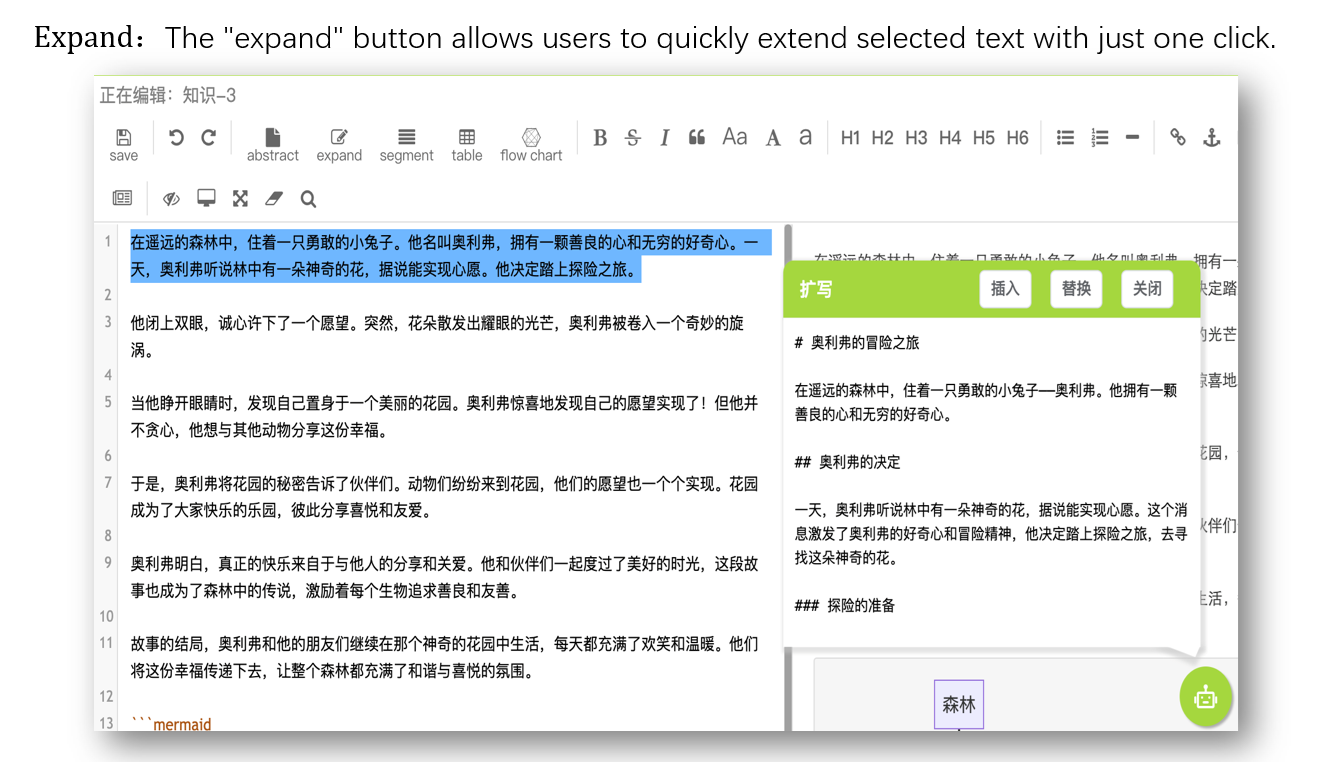 Expand：The "expand" button allows users to quickly extend selected text with just one click.
正在编辑：知识-3
save
abstract
expand
segment
table
flow chart
B S I Aa A a H1 H2 H3 H4 H5 H6
1 在遥远的森林中，住着一只勇敢的小兔子。他名叫奥利弗，拥有一颗善良的心和无穷的好奇心。一
天，奥利弗听说林中有一朵神奇的花，据说能实现心愿。他决定踏上探险之旅。
2
3 他闭上双眼，诚心许下了一个愿望。突然，花朵散发出耀眼的光芒，奥利弗被卷入一个奇妙的旋
涡。
4
5 当他睁开眼睛时，发现自己置身于一个美丽的花园。奥利弗惊喜地发现自己的愿望实现了！但他并
不贪心，他想与其他动物分享这份幸福。
6
7 于是，奥利弗将花园的秘密告诉了伙伴们。动物们纷纷来到花园，他们的愿望也一个个实现。花园
成为了大家快乐的乐园，彼此分享喜悦和友爱。
8
9 奥利弗明白，真正的快乐来自于与他人的分享和关爱。他和伙伴们一起度过了美好的时光，这段故
事也成为了森林中的传说，激励着每个生物追求善良和友善。
10
11 故事的结局，奥利弗和他的朋友们继续在那个神奇的花园中生活，每天都充满了欢笑和温暖。他们
将这份幸福传递下去，让整个森林都充满了和谐与喜悦的氛围。
12
13 ```mermaid
拥有一
决定踏
的光芒
惊喜地
花园，
伙伴们
生活，
扩写
插入
替换
关闭
# 奥利弗的冒险之旅
在遥远的森林中，住着一只勇敢的小兔子——奥利弗。他拥有一颗
善良的心和无穷的好奇心。
## 奥利弗的决定
一天，奥利弗听说林中有一朵神奇的花，据说能实现心愿。这个消
息激发了奥利弗的好奇心和冒险精神，他决定踏上探险之旅，去寻
找这朵神奇的花。
### 探险的准备
森林